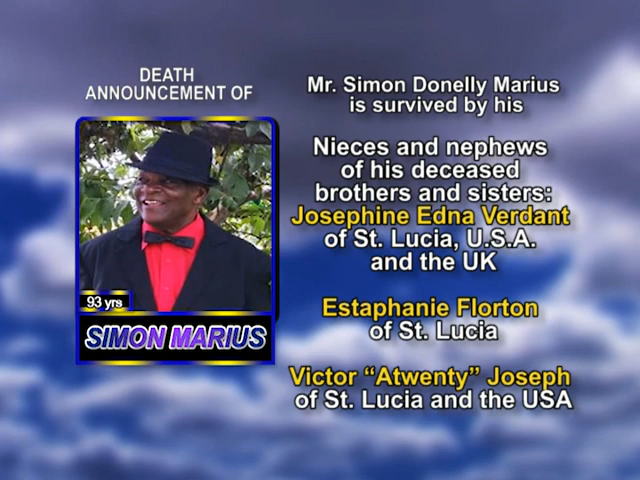 DEATH
ANNOUNCEMENT OF
93 yrs
SIMON MARIUS
Mr. Simon Donelly Marius
is survived by his
Nieces and nephews
of his deceased
brothers and sisters:
Josephine Edna Verdant
of St. Lucia, U.S.A.
and the UK
Estaphanie Florton
of St. Lucia
Victor “Atwenty” Joseph
of St. Lucia and the USA